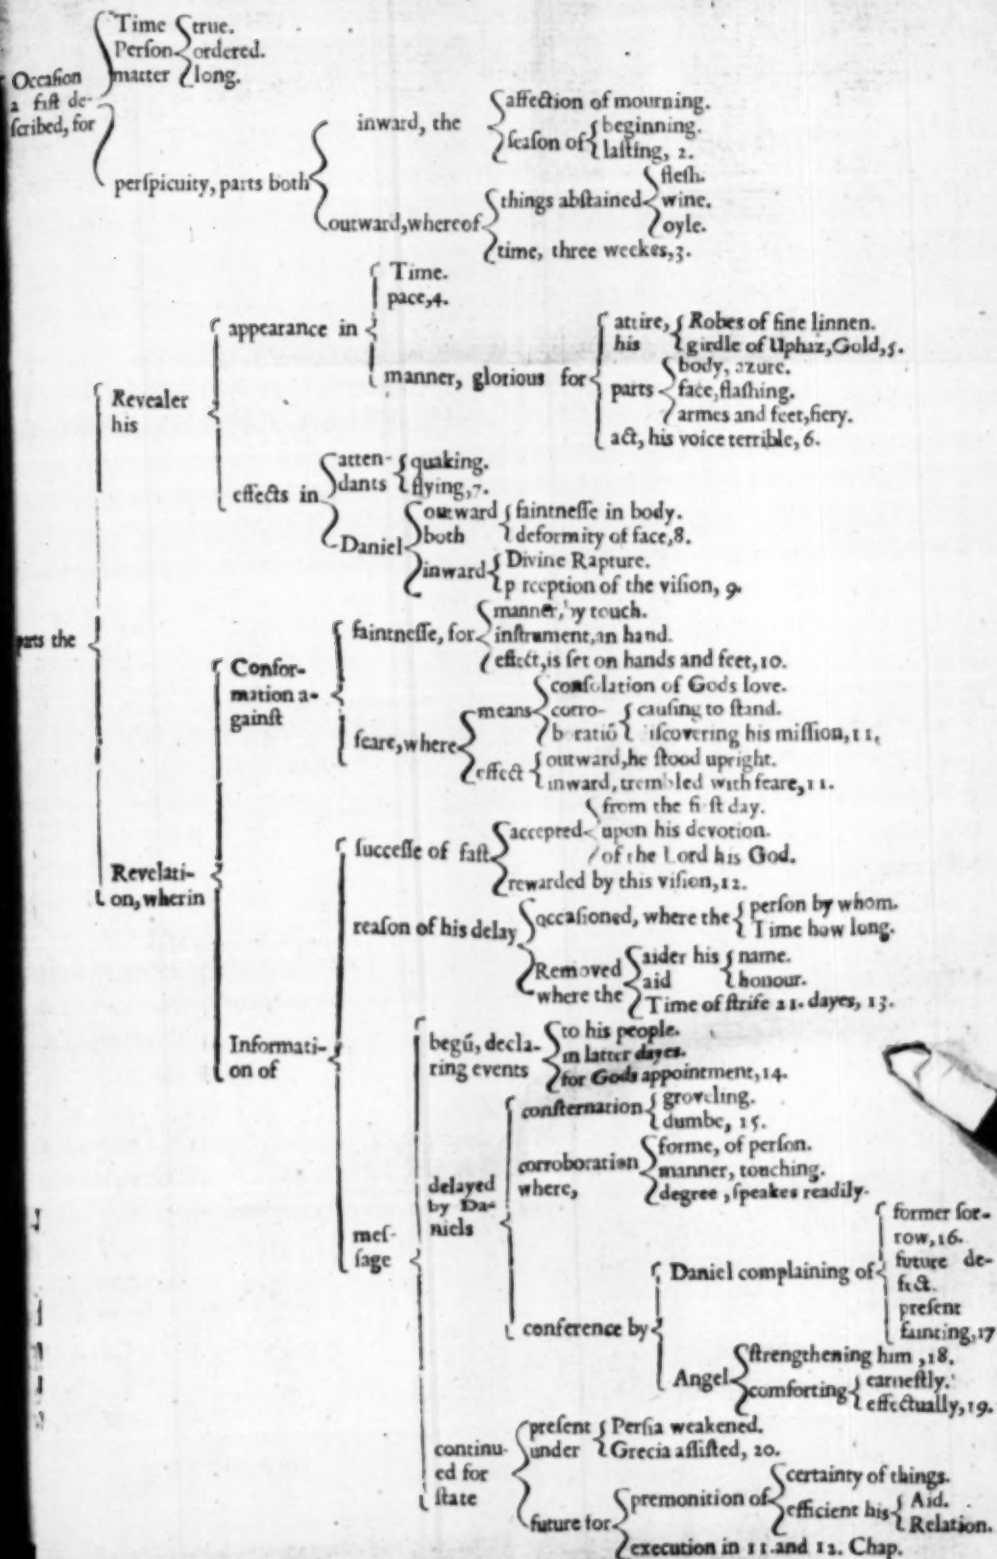 Time true.
Perſon ordered.
matter long.
Occaſion
a faſt de-
ſcribed, for
perſpicuity, parts both
inward, the
affection of mourning.
ſeaſon of
beginning.
laſting, 2.
outward, whereof
things abſtained
fleſh.
wine.
oyle.
time, three weekes, 3.
parts the
Revealer
his
appearance in
Time.
pace, 4.
manner, glorious for
attire,
his
Robes of fine linnen.
girdle of Uphaz, Gold, 5.
parts
body, azure.
face, flaſhing.
armes and feet, fiery.
act, his voice terrible, 6.
effects in
atten-
dants
quaking.
flying, 7.
Daniel
outward
both
faintneſſe in body.
deformity of face, 8.
inward
Divine Rapture.
p rception of the viſion, 9.
Revelati-
on, wherin
Confor-
mation a-
gainſt
faintneſſe, for
manner, by touch.
inſtrument, an hand.
effect, is ſet on hands and feet, 10.
feare, where
means
conſolation of Gods love.
corro-
boratiō
cauſing to ſtand.
diſcovering his miſſion, 11.
effect
outward, he ſtood upright.
inward, trembled with feare, 11.
Informati-
on of
ſucceſſe of faſt
accepted
from the firſt day.
upon his devotion.
of the Lord his God.
rewarded by this viſion, 12.
reaſon of his delay
occaſioned, where the
perſon by whom.
Time how long.
Removed
where the
aider his
name.
honour.
aid
Time of ſtrife 21. dayes, 13.
meſ-
ſage
begū, decla-
ring events
to his people.
in latter dayes.
for Gods appointment, 14.
delayed
by Da-
niels
conſternation
groveling.
dumbe, 15.
corroboration
where,
forme, of perſon.
manner, touching.
degree, ſpeakes readily.
conference by
Daniel complaining of
former ſor-
row, 16.
future de-
fect.
preſent
fainting, 17
Angel
ſtrengthening him, 18.
comforting
earneſtly.
effectually, 19.
continu-
ed for
ſtate
preſent
under
Perſia weakened.
Grecia aſſiſted, 20.
future for
premonition of
certainty of things.
efficient his
Aid.
Relation.
execution in 11. and 12. Chap.